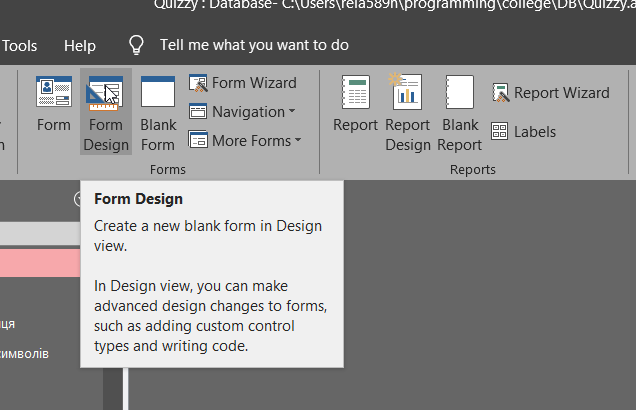 Quizzy : Database- C:\Users\rela589n\programming\college\DB\Quizzy.a
Tools Help Tell me what you want to do
Form Form Design Blank Form
Form Wizard
Navigation
More Forms
Forms
Report Report Design Blank Report
Report Wizard
Labels
Reports
Form Design
Create a new blank form in Design
view.
In Design view, you can make
advanced design changes to forms,
such as adding custom control
types and writing code.
ця
символів